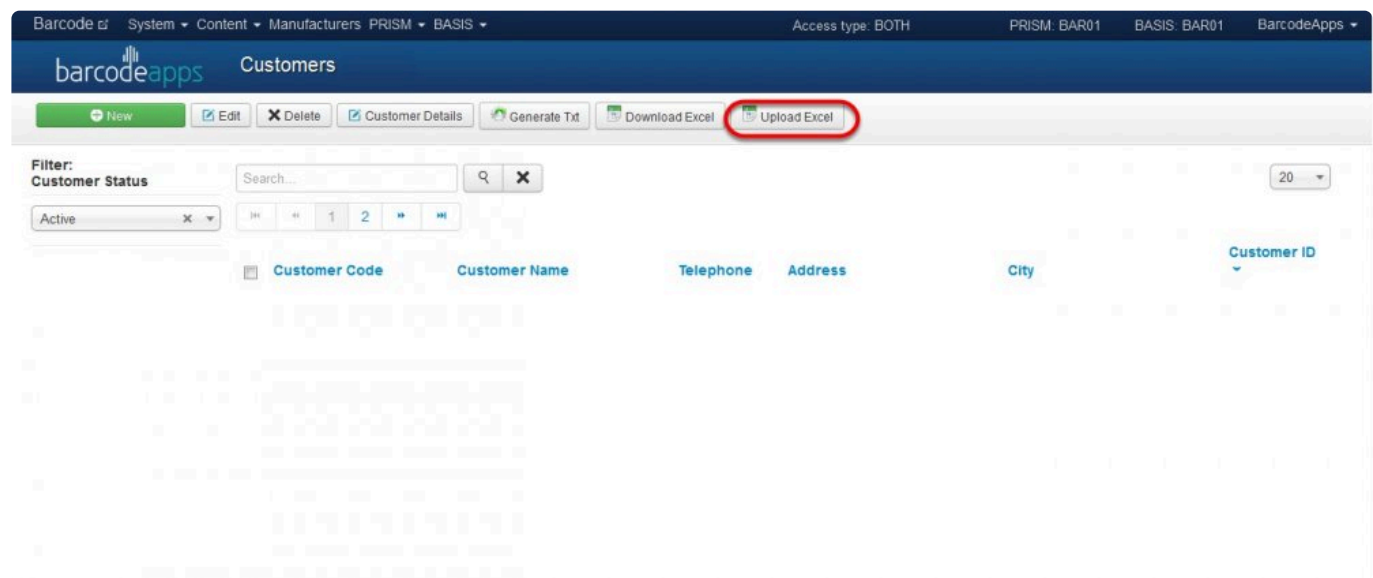 Barcode System Content Manufacturers PRISM BASIS Access type: BOTH PRISM: BAR01 BASIS: BAR01 BarcodeApps
barcodeapps Customers
New Edit Delete Customer Details Generate Txt Download Excel Upload Excel
Filter:
Customer Status Search... 20
Active 1 2
Customer Code Customer Name Telephone Address City Customer ID